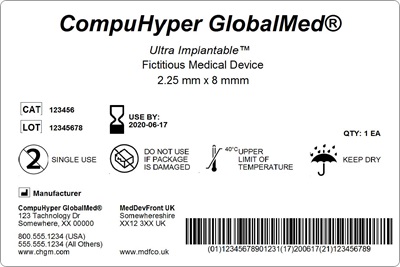 CompuHyper GlobalMed®
Ultra Implantable™
Fictitious Medical Device
2.25 mm x 8 mmm
CAT 123456
LOT 12345678
USE BY:
2020-06-17
QTY: 1 EA
2 SINGLE USE
DO NOT USE
IF PACKAGE
IS DAMAGED
40°C UPPER
LIMIT OF
TEMPERATURE
KEEP DRY
Manufacturer
CompuHyper GlobalMed®
123 Tachnology Dr
Somewhere, XX 00000
800.555.1234 (USA)
555.555.1234 (All Others)
www.chgm.com
MedDevFront UK
Somewhereshire
XX12 3XX UK
www.mdfco.uk
(01)12345678901231(17)200617(21)123456789